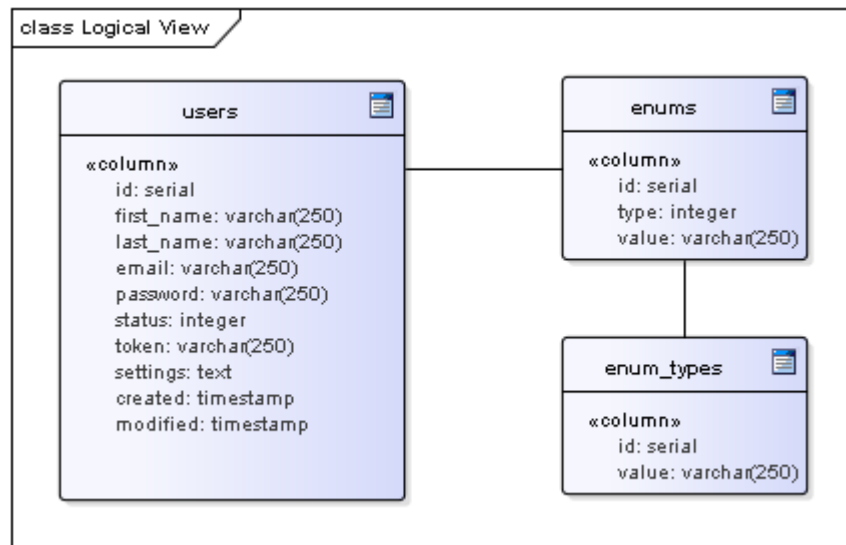 class Logical View
users
«column»
id: serial
first_name: varchar(250)
last_name: varchar(250)
email: varchar(250)
password: varchar(250)
status: integer
token: varchar(250)
settings: text
created: timestamp
modified: timestamp
enums
«column»
id: serial
type: integer
value: varchar(250)
enum_types
«column»
id: serial
value: varchar(250)